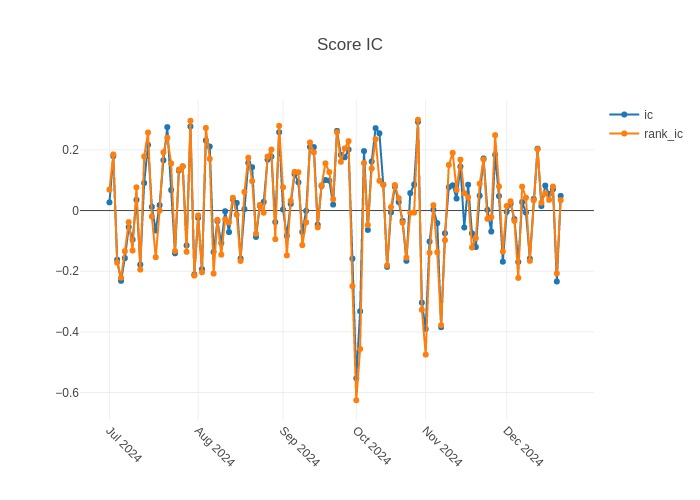 Score IC
ic
rank_ic
0.2
0
−0.2
−0.4
−0.6
Jul 2024
Aug 2024
Sep 2024
Oct 2024
Nov 2024
Dec 2024